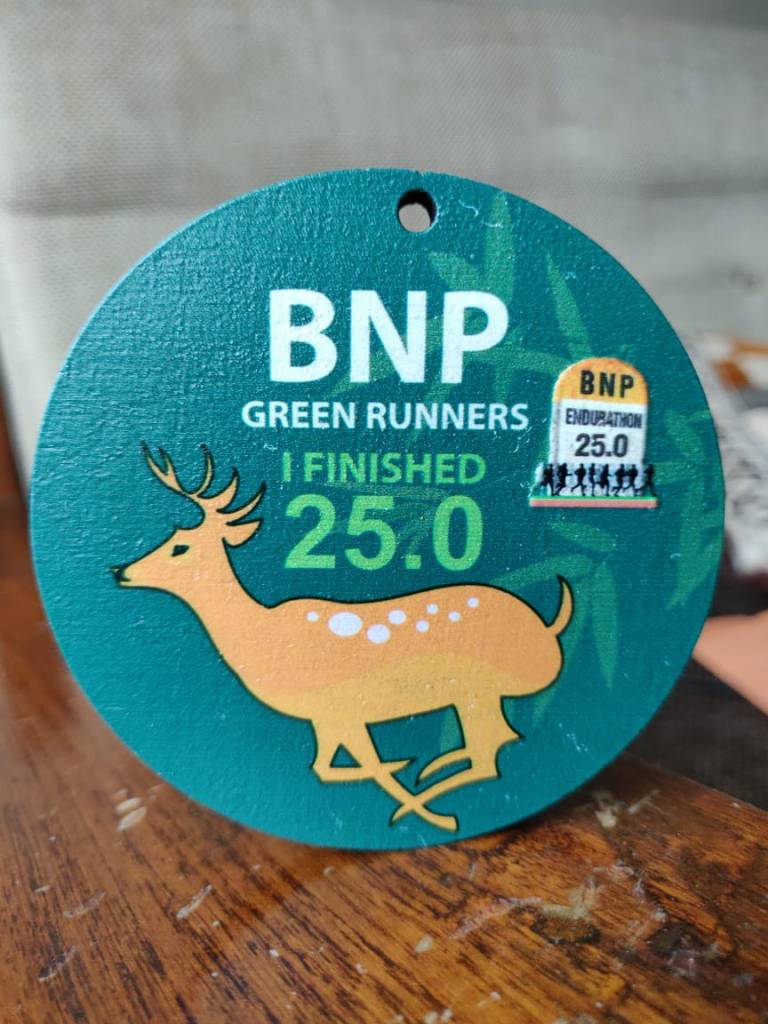 BNP
GREEN RUNNERS
I FINISHED
25.0
BNP
ENDURATHON
25.0